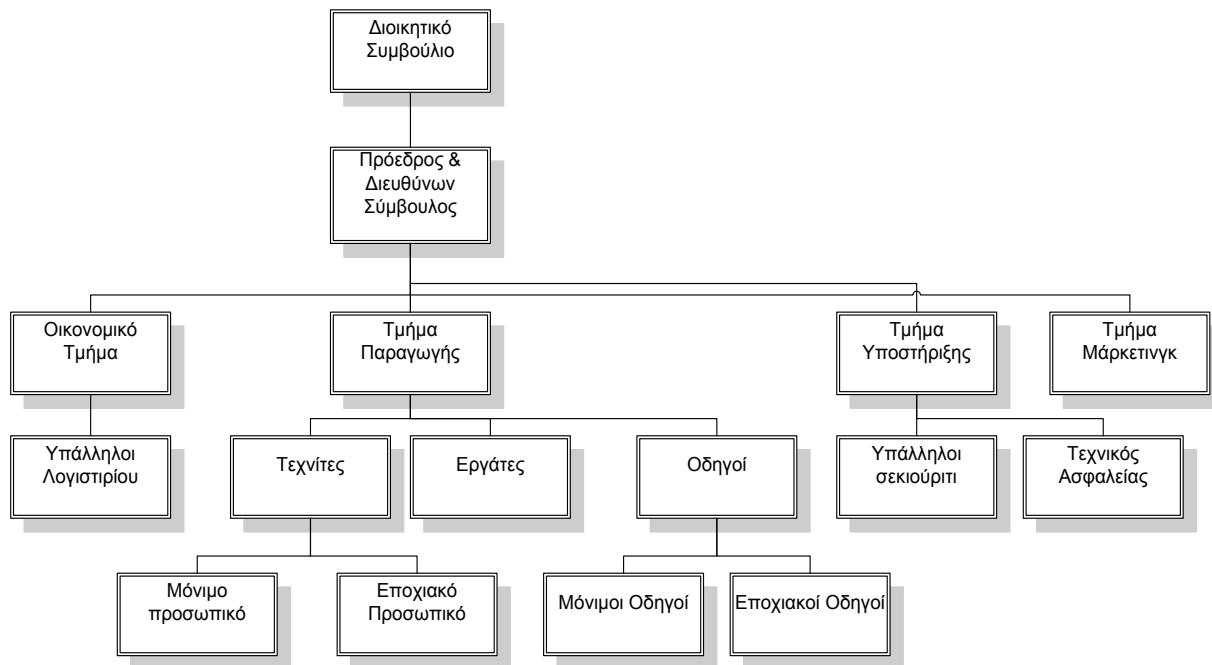 Διοικητικό
Συμβούλιο
Πρόεδρος &
Διευθύνων
Σύμβουλος
Οικονομικό
Τμήμα
Τμήμα
Παραγωγής
Τμήμα
Υποστήριξης
Τμήμα
Μάρκετινγκ
Υπάλληλοι
Λογιστιρίου
Τεχνίτες
Εργάτες
Οδηγοί
Υπάλληλοι
σεκιούριτι
Τεχνικός
Ασφαλείας
Μόνιμο
προσωπικό
Εποχιακό
Προσωπικό
Μόνιμοι Οδηγοί
Εποχιακοί Οδηγοί